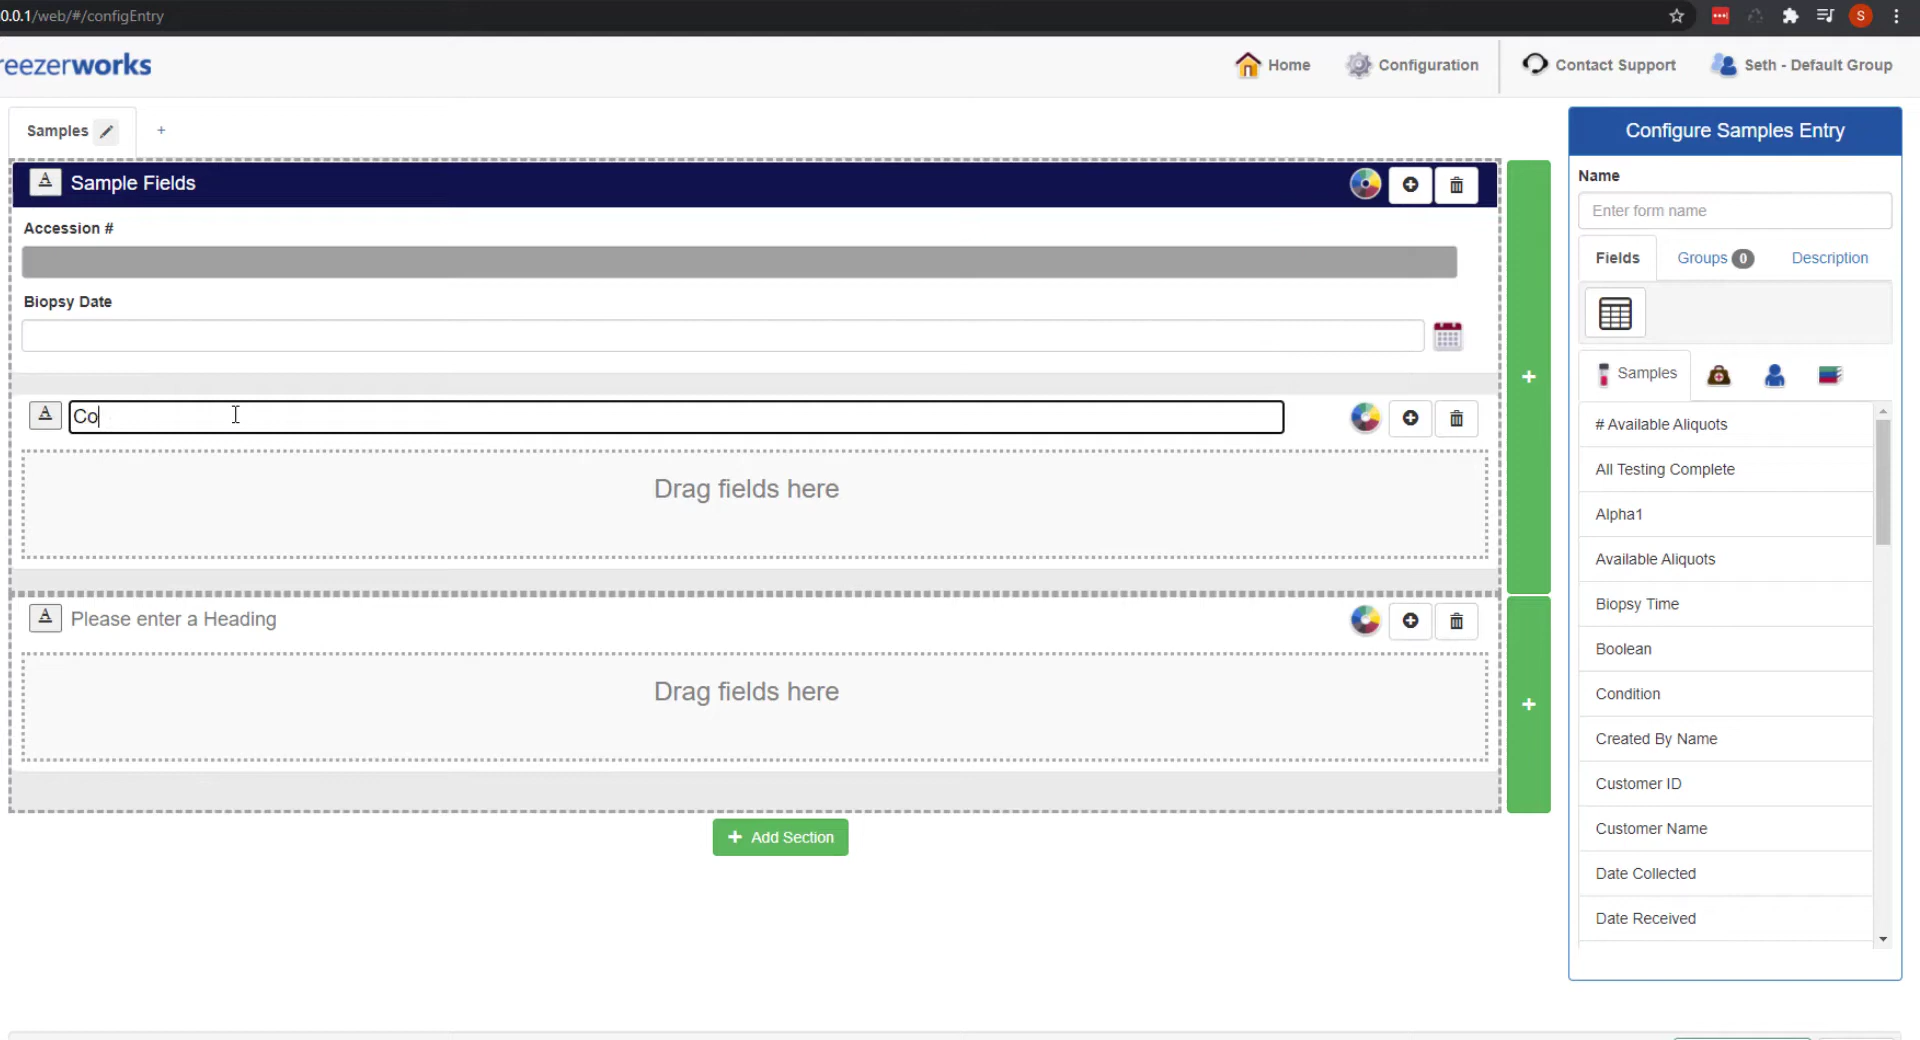 0.0.1/web/#/configEntry
S
reezerworks
Home
Configuration
Contact Support
Seth - Default Group
Samples
+
A Sample Fields
Accession #
Biopsy Date
A Co
Drag fields here
A Please enter a Heading
Drag fields here
+
+
+ Add Section
Configure Samples Entry
Name
Enter form name
Fields
Groups 0
Description
Samples
# Available Aliquots
All Testing Complete
Alpha1
Available Aliquots
Biopsy Time
Boolean
Condition
Created By Name
Customer ID
Customer Name
Date Collected
Date Received